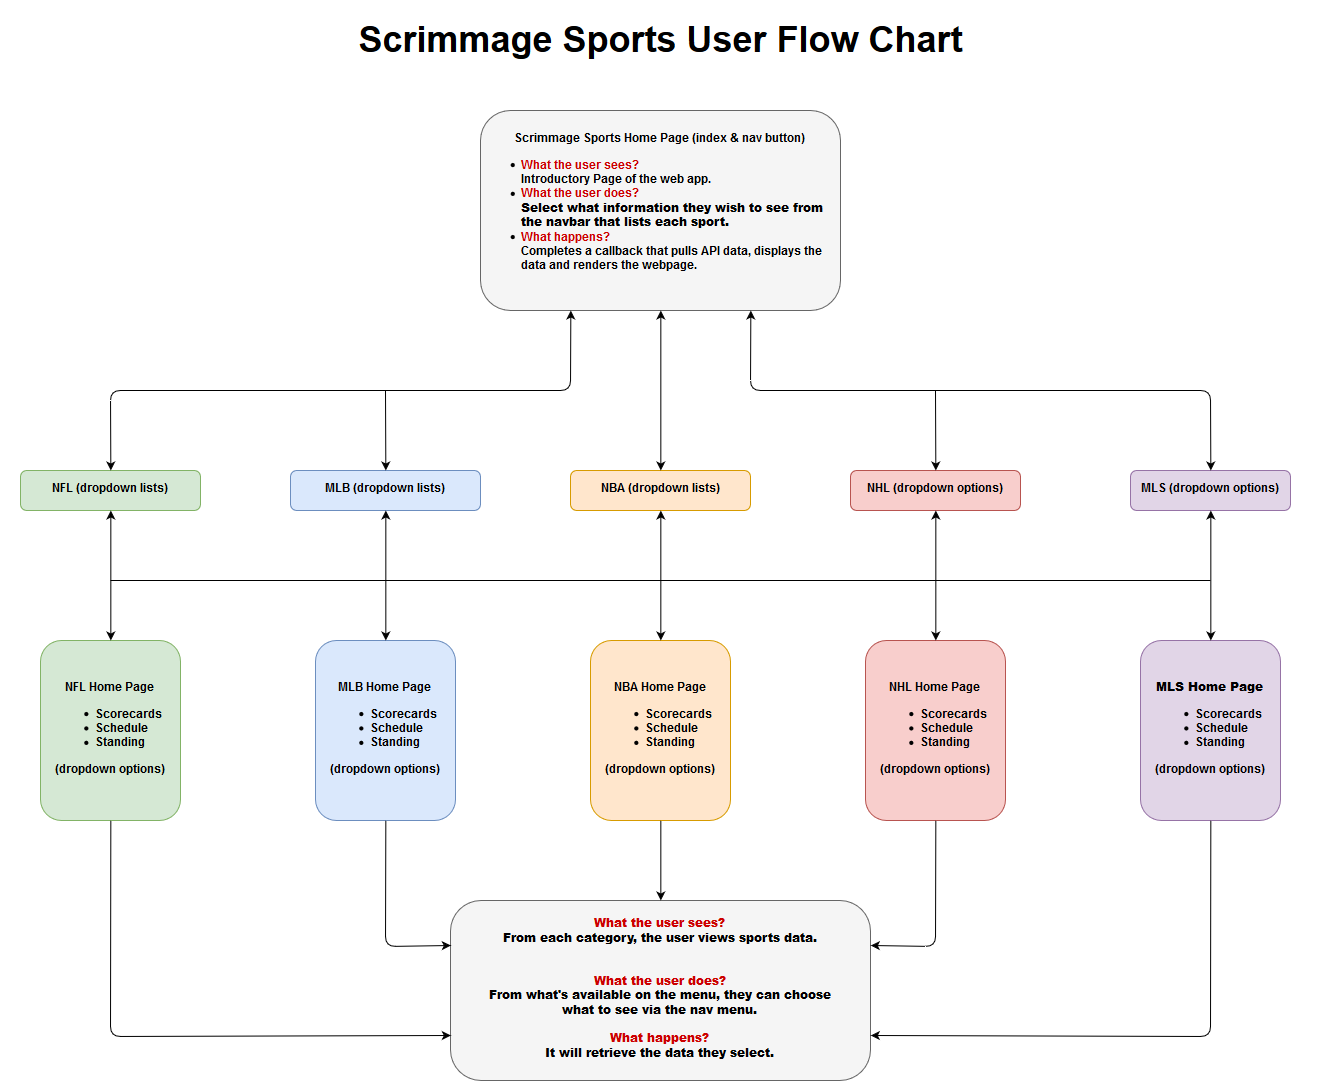 Scrimmage Sports User Flow Chart
Scrimmage Sports Home Page (index & nav button)
What the user sees?
Introductory Page of the web app.
What the user does?
Select what information they wish to see from
the navbar that lists each sport.
What happens?
Completes a callback that pulls API data, displays the
data and renders the webpage.
NFL (dropdown lists)
MLB (dropdown lists)
NBA (dropdown lists)
NHL (dropdown options)
MLS (dropdown options)
NFL Home Page
Scorecards
Schedule
Standing
(dropdown options)
MLB Home Page
Scorecards
Schedule
Standing
(dropdown options)
NBA Home Page
Scorecards
Schedule
Standing
(dropdown options)
NHL Home Page
Scorecards
Schedule
Standing
(dropdown options)
MLS Home Page
Scorecards
Schedule
Standing
(dropdown options)
What the user sees?
From each category, the user views sports data.
What the user does?
From what's available on the menu, they can choose
what to see via the nav menu.
What happens?
It will retrieve the data they select.